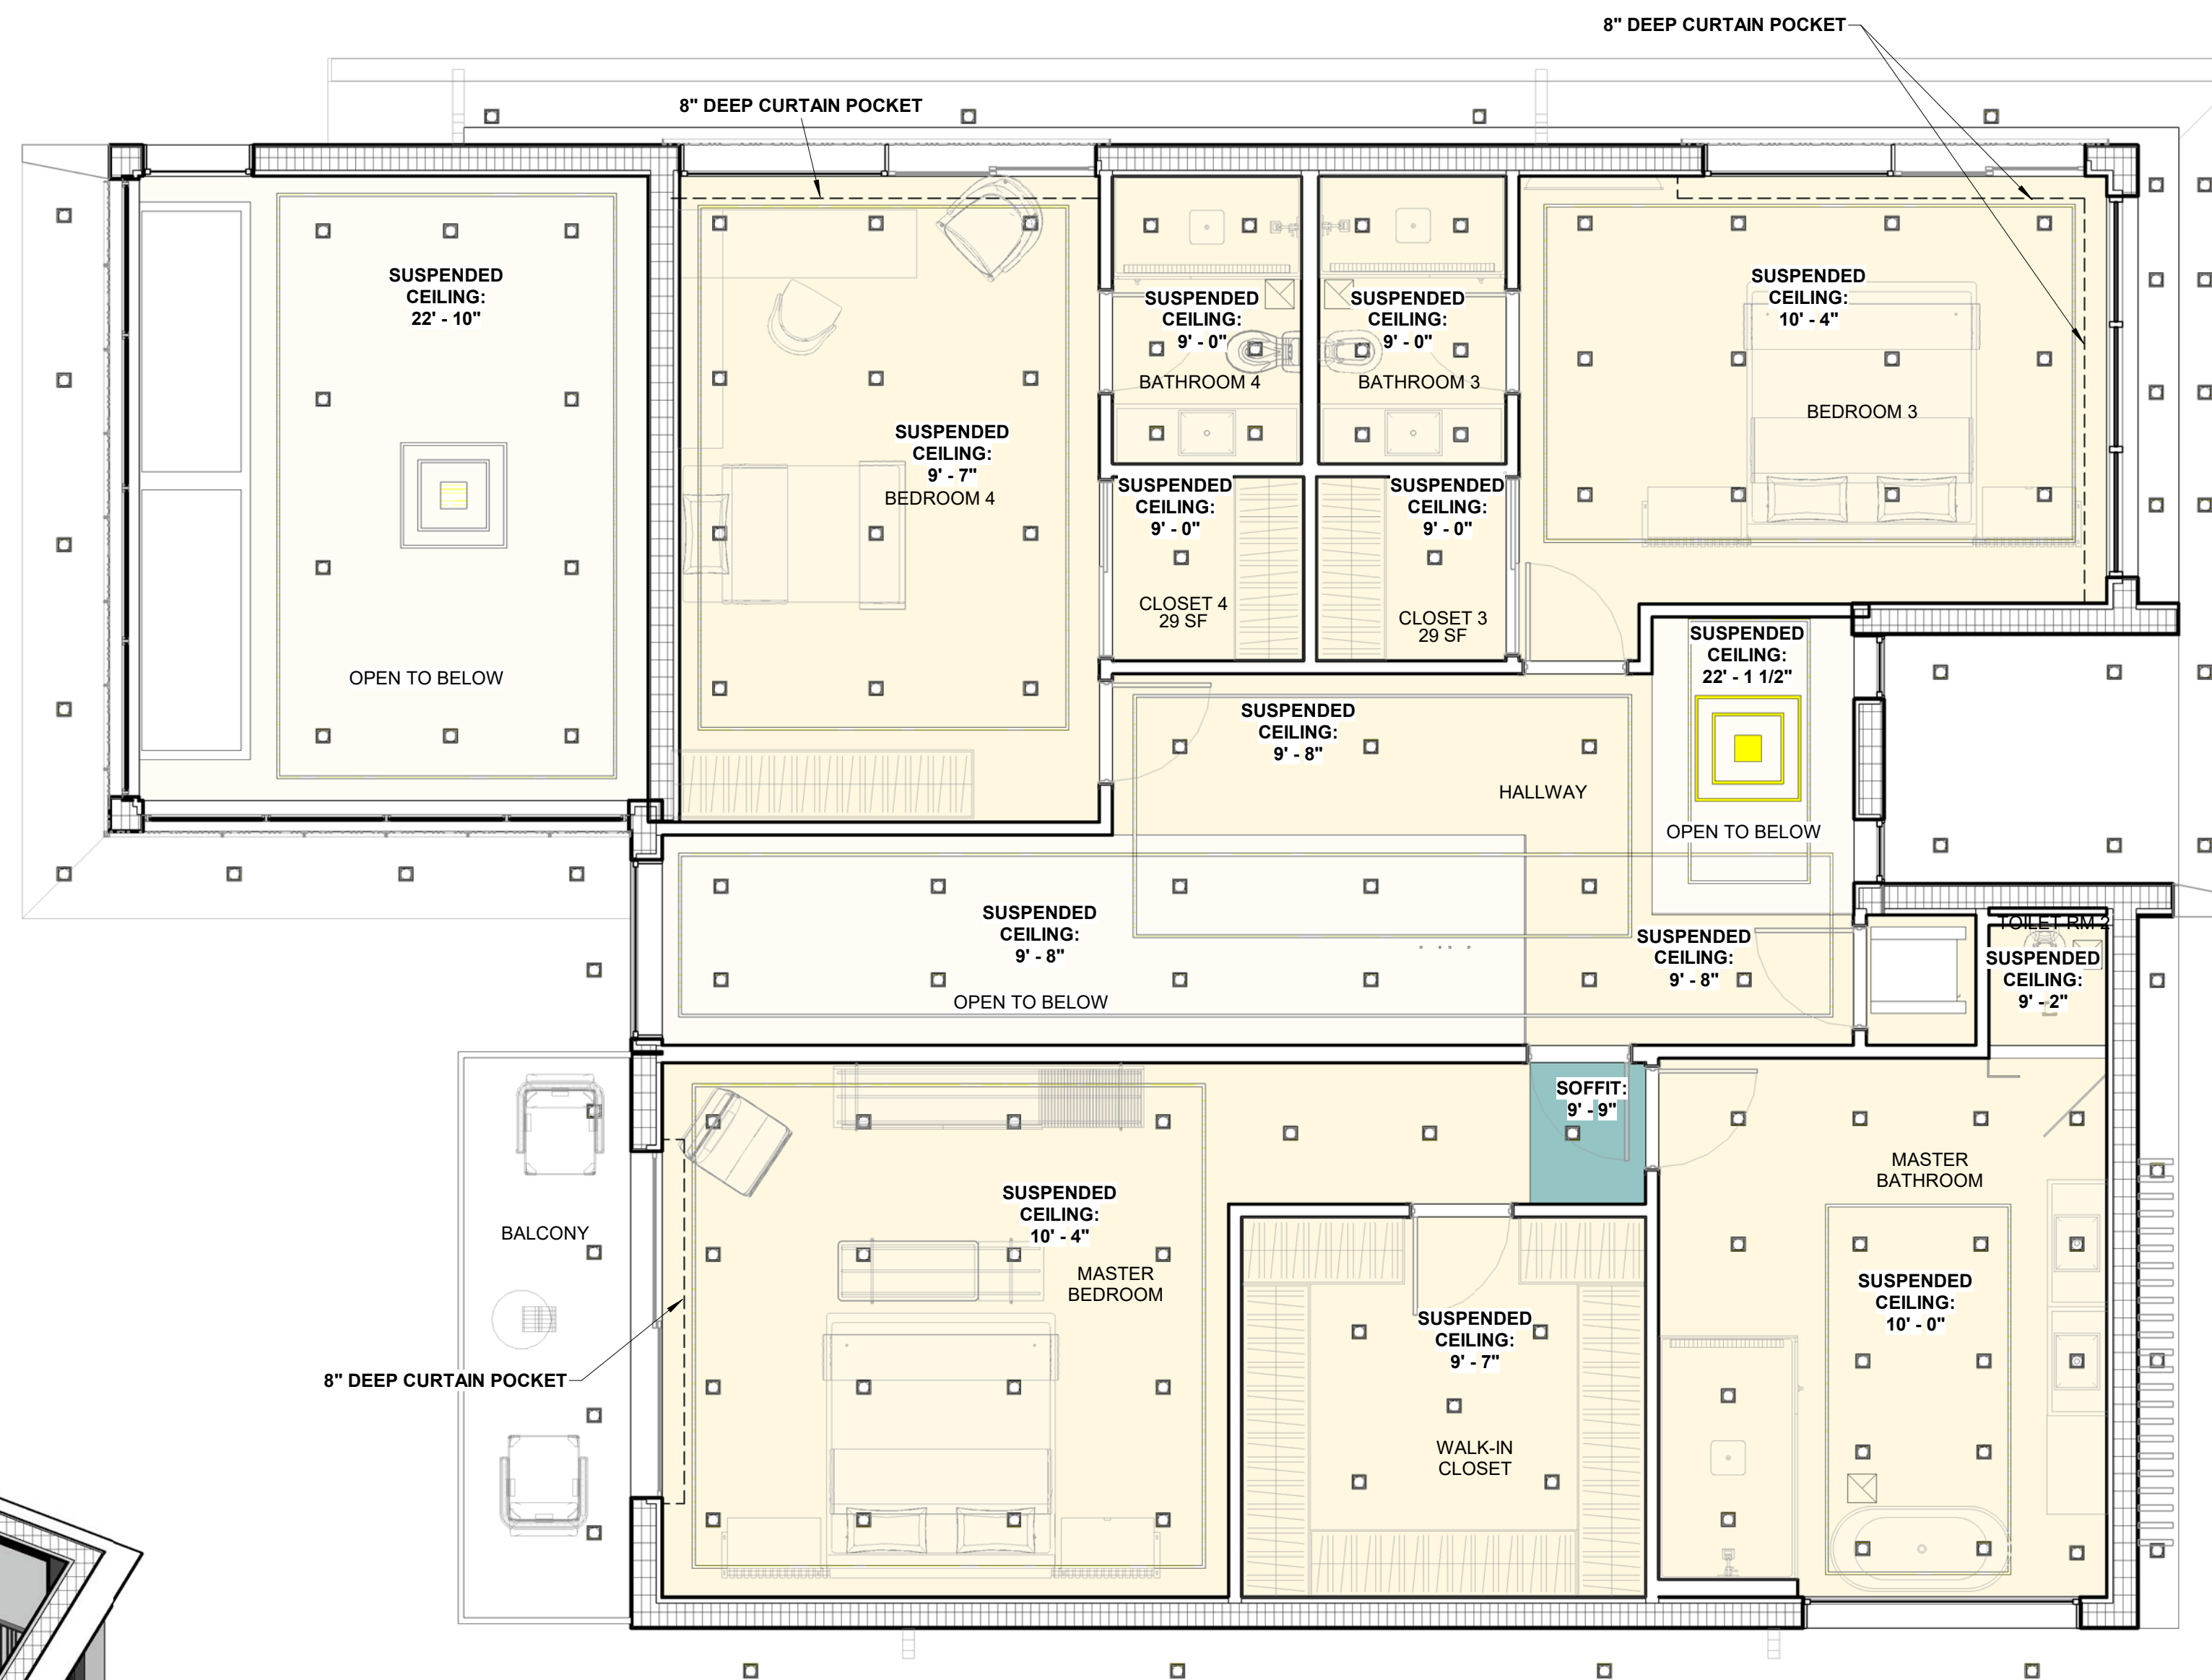 8" DEEP CURTAIN POCKET
8" DEEP CURTAIN POCKET
SUSPENDED
CEILING:
22' - 10"
OPEN TO BELOW
SUSPENDED
CEILING:
9' - 7"
BEDROOM 4
SUSPENDED
CEILING:
9' - 0"
BATHROOM 4
SUSPENDED
CEILING:
9' - 0"
BATHROOM 3
SUSPENDED
CEILING:
10' - 4"
BEDROOM 3
SUSPENDED
CEILING:
9' - 0"
CLOSET 4
29 SF
SUSPENDED
CEILING:
9' - 0"
CLOSET 3
29 SF
SUSPENDED
CEILING:
22' - 1 1/2"
OPEN TO BELOW
SUSPENDED
CEILING:
9' - 8"
HALLWAY
SUSPENDED
CEILING:
9' - 8"
OPEN TO BELOW
SUSPENDED
CEILING:
9' - 8"
TOILET RM 2
SUSPENDED
CEILING:
9' - 2"
SOFFIT:
9' - 9"
MASTER
BATHROOM
SUSPENDED
CEILING:
10' - 4"
MASTER
BEDROOM
BALCONY
8" DEEP CURTAIN POCKET
SUSPENDED
CEILING:
9' - 7"
WALK-IN
CLOSET
SUSPENDED
CEILING:
10' - 0"